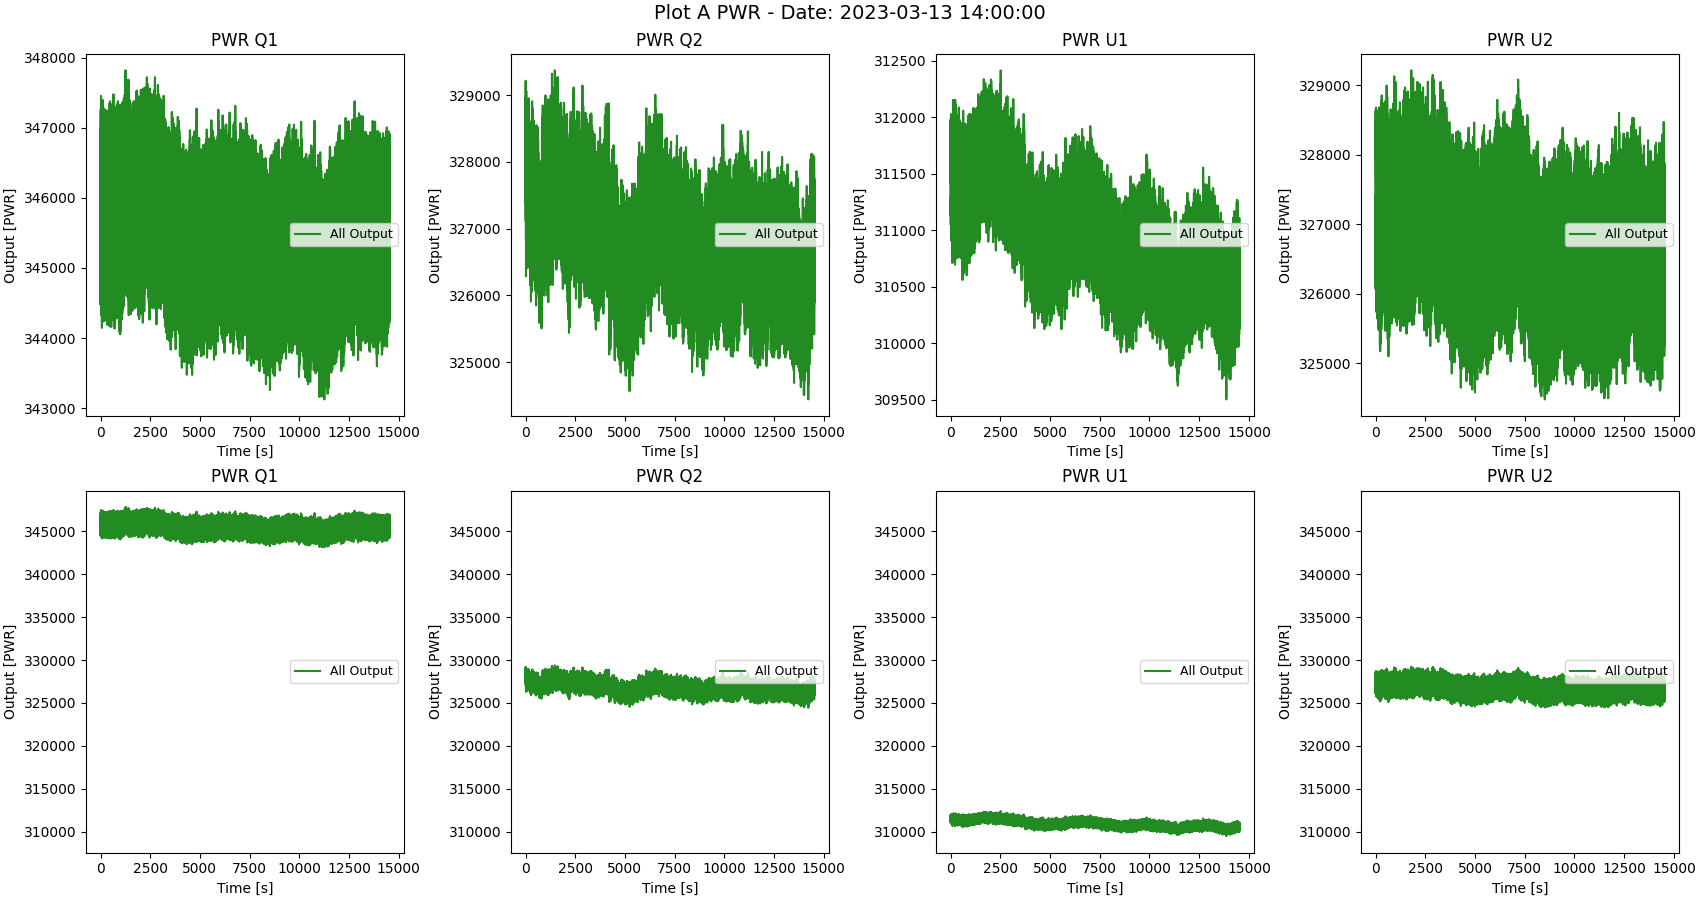 Plot A PWR - Date: 2023-03-13 14:00:00
PWR Q1
348000
347000
346000
345000
344000
343000
Output [PWR]
All Output
0 2500 5000 7500 10000 12500 15000
Time [s]
PWR Q2
329000
328000
327000
326000
325000
Output [PWR]
All Output
0 2500 5000 7500 10000 12500 15000
Time [s]
PWR U1
312500
312000
311500
311000
310500
310000
309500
Output [PWR]
All Output
0 2500 5000 7500 10000 12500 15000
Time [s]
PWR U2
329000
328000
327000
326000
325000
Output [PWR]
All Output
0 2500 5000 7500 10000 12500 15000
Time [s]
PWR Q1
345000
340000
335000
330000
325000
320000
315000
310000
Output [PWR]
All Output
0 2500 5000 7500 10000 12500 15000
Time [s]
PWR Q2
345000
340000
335000
330000
325000
320000
315000
310000
Output [PWR]
All Output
0 2500 5000 7500 10000 12500 15000
Time [s]
PWR U1
345000
340000
335000
330000
325000
320000
315000
310000
Output [PWR]
All Output
0 2500 5000 7500 10000 12500 15000
Time [s]
PWR U2
345000
340000
335000
330000
325000
320000
315000
310000
Output [PWR]
All Output
0 2500 5000 7500 10000 12500 15000
Time [s]